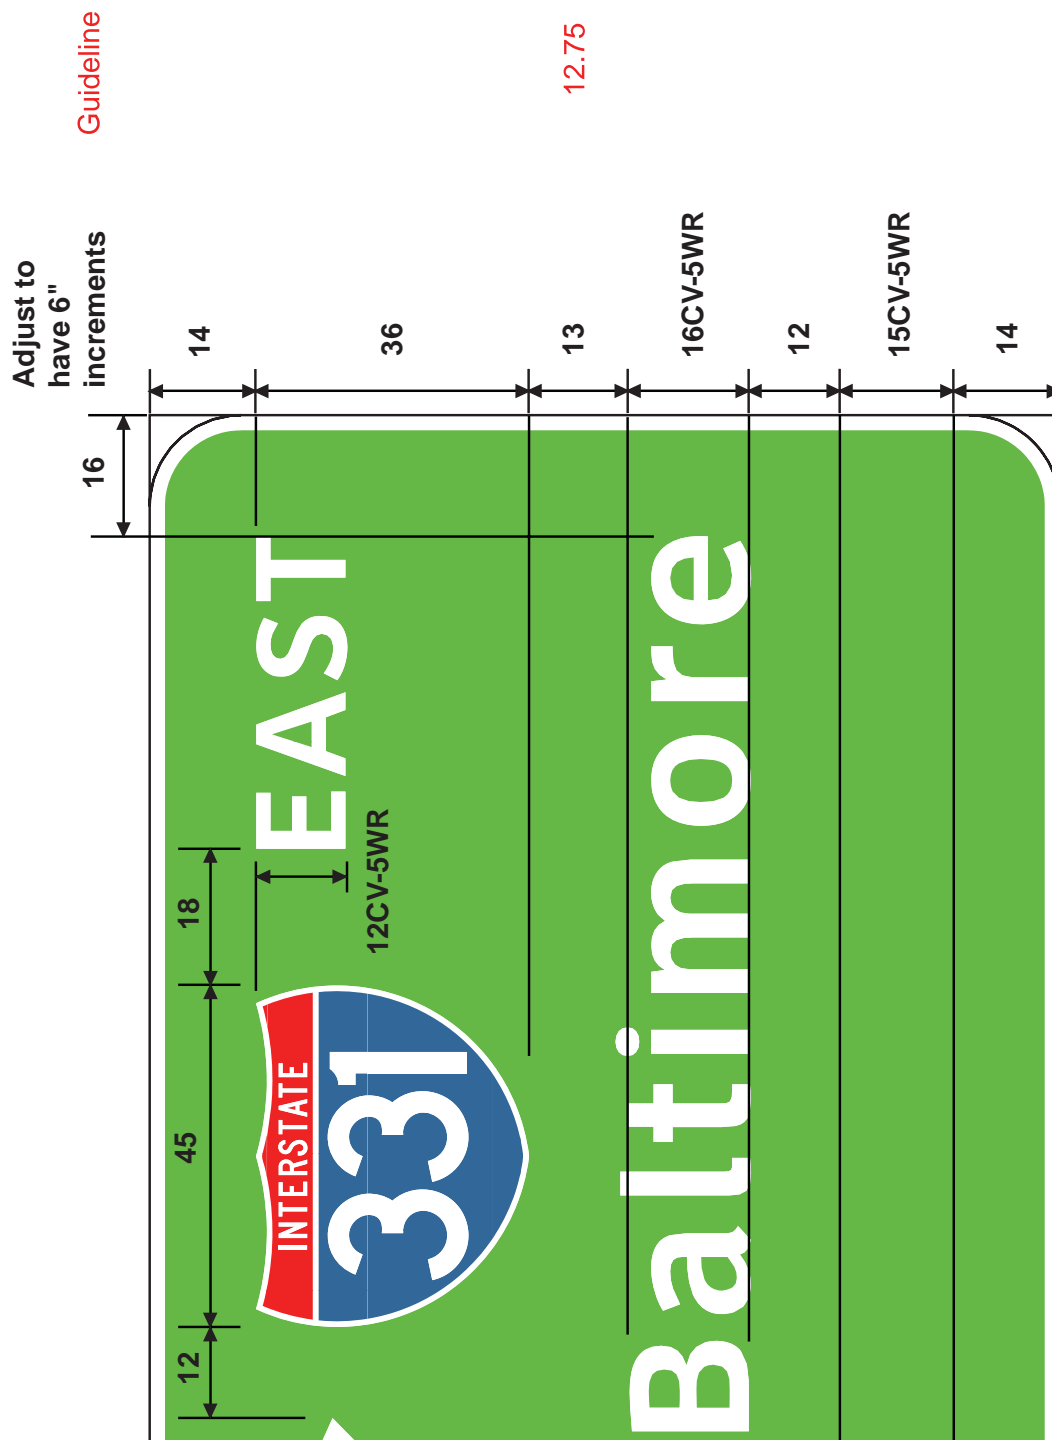 Guideline
12.75
Adjust to
have 6"
increments
14
36
13
16CV-5WR
12
15CV-5WR
14
16
18
45
12
12CV-5WR
INTERSTATE
331
EAST
Baltimore